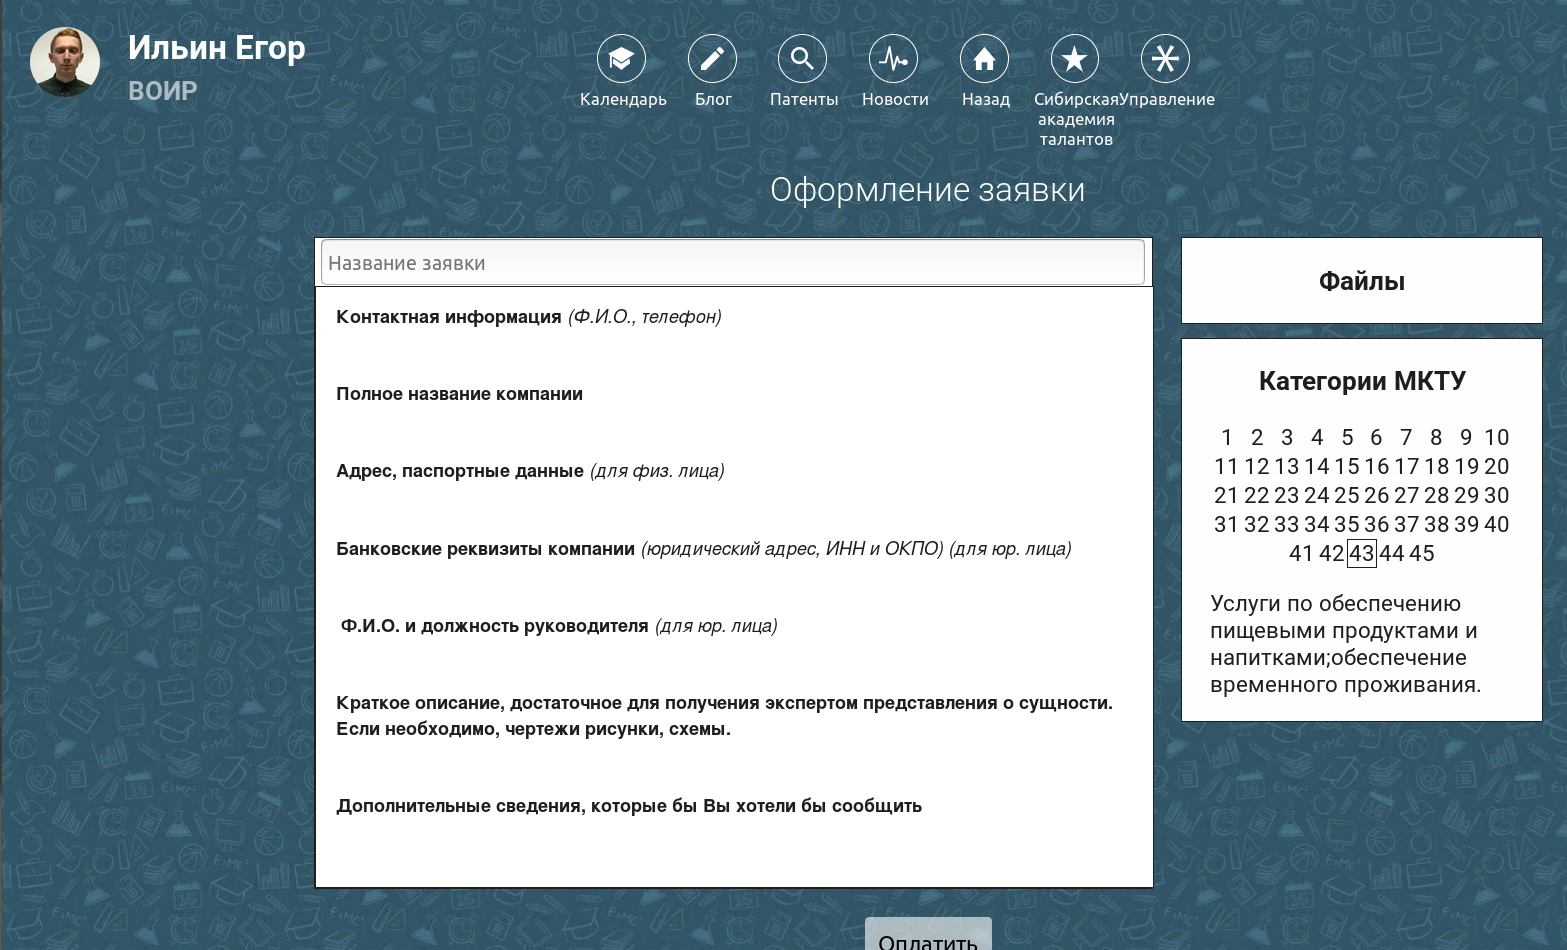 Ильин Егор
ВОИР
Календарь
Блог
Патенты
Новости
Назад
Сибирская
академия
талантов
Управление
Оформление заявки
Название заявки
Контактная информация (Ф.И.О., телефон)
Полное название компании
Адрес, паспортные данные (для физ. лица)
Банковские реквизиты компании (юридический адрес, ИНН и ОКПО) (для юр. лица)
Ф.И.О. и должность руководителя (для юр. лица)
Краткое описание, достаточное для получения экспертом представления о сущности.
Если необходимо, чертежи рисунки, схемы.
Дополнительные сведения, которые бы Вы хотели бы сообщить
Оплатить
Файлы
Категории МКТУ
1 2 3 4 5 6 7 8 9 10
11 12 13 14 15 16 17 18 19 20
21 22 23 24 25 26 27 28 29 30
31 32 33 34 35 36 37 38 39 40
41 42 43 44 45
Услуги по обеспечению
пищевыми продуктами и
напитками;обеспечение
временного проживания.